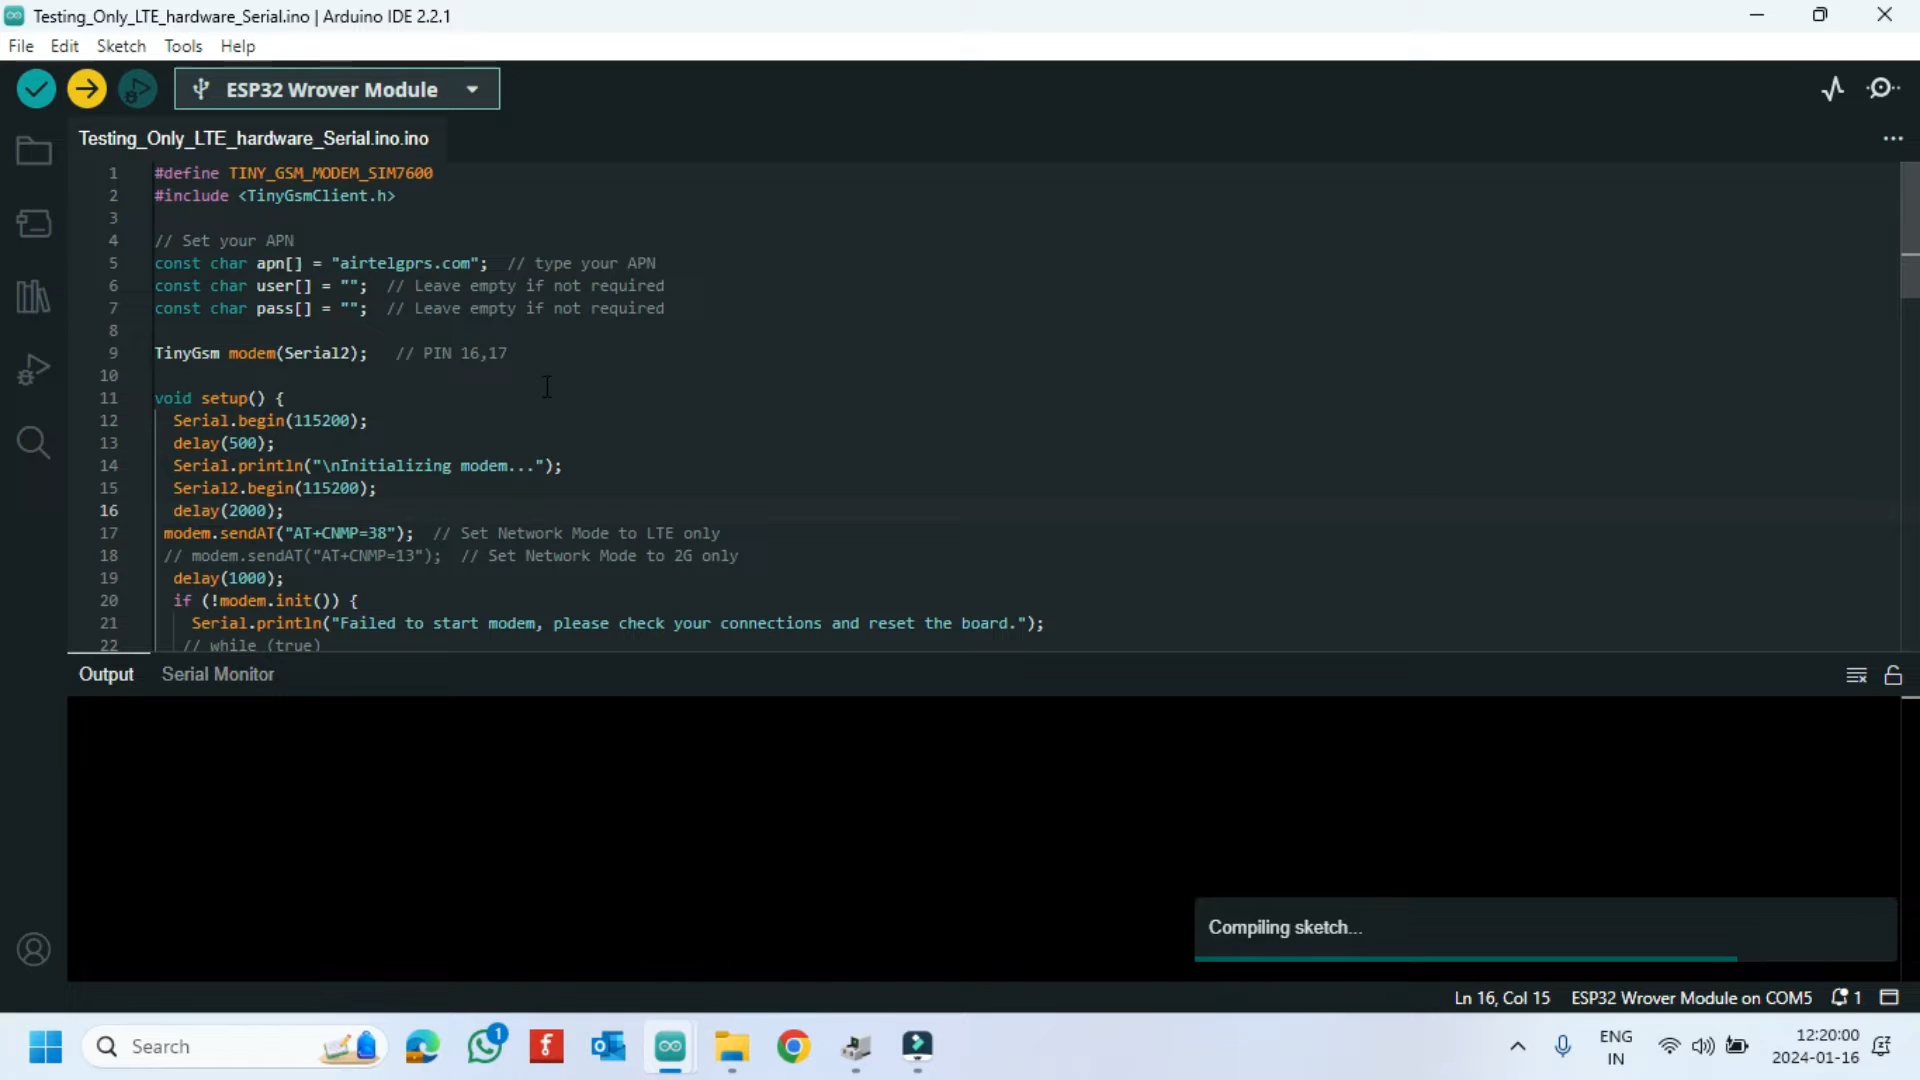 Testing_Only_LTE_hardware_Serial.ino | Arduino IDE 2.2.1
File Edit Sketch Tools Help
ESP32 Wrover Module
Testing_Only_LTE_hardware_Serial.ino.ino
1 #define TINY_GSM_MODEM_SIM7600
2 #include <TinyGsmClient.h>
3
4 // Set your APN
5 const char apn[] = "airtelgprs.com"; // type your APN
6 const char user[] = ""; // Leave empty if not required
7 const char pass[] = ""; // Leave empty if not required
8
9 TinyGsm modem(Serial2); // PIN 16,17
10
11 void setup() {
12 Serial.begin(115200);
13 delay(500);
14 Serial.println("\nInitializing modem...");
15 Serial2.begin(115200);
16 delay(2000);
17 modem.sendAT("AT+CNMP=38"); // Set Network Mode to LTE only
18 // modem.sendAT("AT+CNMP=13"); // Set Network Mode to 2G only
19 delay(1000);
20 if (!modem.init()) {
21 Serial.println("Failed to start modem, please check your connections and reset the board.");
22 // while (true)
Output Serial Monitor
Compiling sketch...
Ln 16, Col 15 ESP32 Wrover Module on COM5 1
Search
1
f
ENG
IN
12:20:00
2024-01-16